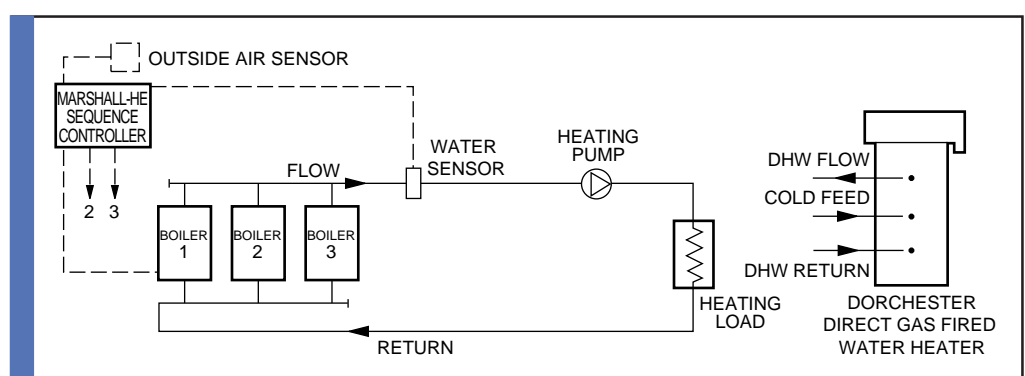 OUTSIDE AIR SENSOR
MARSHALL-HE
SEQUENCE
CONTROLLER
2 3
FLOW
WATER
SENSOR
HEATING
PUMP
BOILER
1
BOILER
2
BOILER
3
HEATING
LOAD
RETURN
DHW FLOW
COLD FEED
DHW RETURN
DORCHESTER
DIRECT GAS FIRED
WATER HEATER